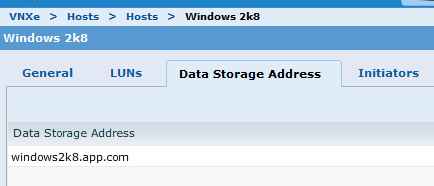 VNXe > Hosts > Hosts > Windows 2k8
Windows 2k8
General LUNs Data Storage Address Initiators
Data Storage Address
windows2k8.app.com